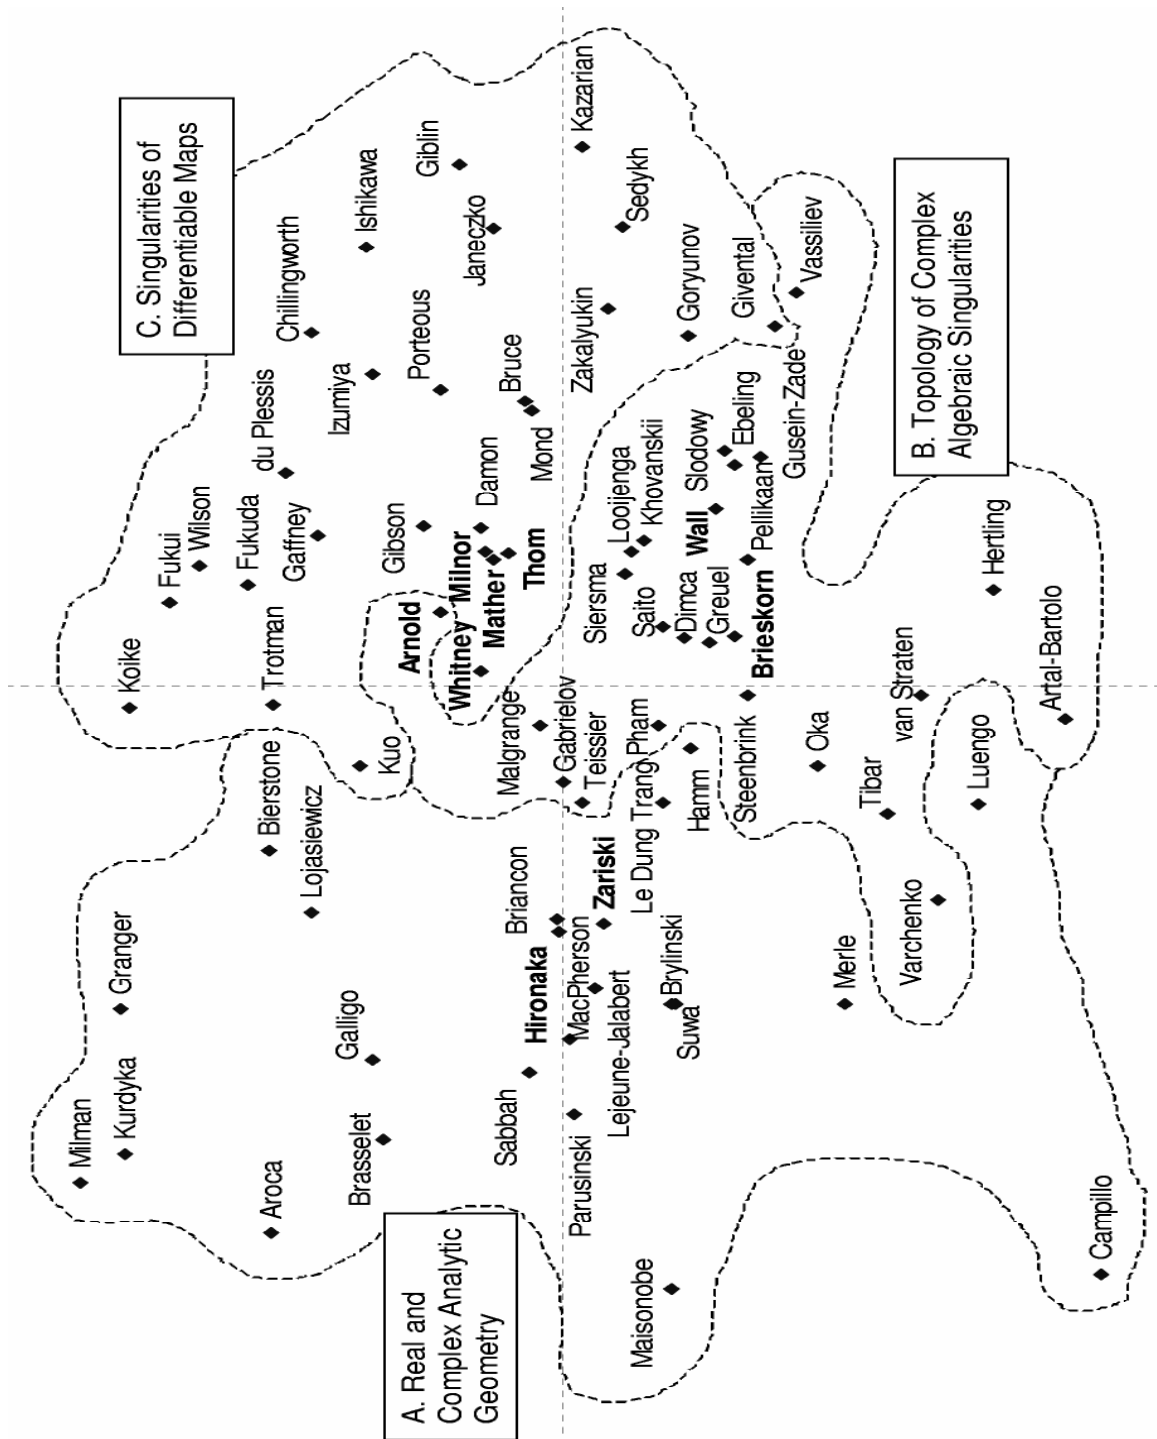 C. Singularities of
Differentiable Maps
Kazarian
Giblin
Ishikawa
Janeczko
Sedykh
Chillingworth
Vassiliev
B. Topology of Complex
Algebraic Singularities
Goryunov
Givental
Zakalyukin
Porteous
Izumiya
Bruce
du Plessis
Mond
Damon
Gusein-Zade
Ebeling
Slodowy
Pellikaan
Wall
Khovanskii
Looijenga
Wilson
Fukui
Fukuda
Gaffney
Gibson
Milnor
Mather
Thom
Arnold
Whitney
Siersma
Saito
Dimca
Greuel
Brieskorn
Hertling
Artal-Bartolo
van Straten
Koike
Trotman
Kuo
Malgrange
Gabrielov
Teissier
Pham
Le Dung Trang
Hamm
Steenbrink
Oka
Tibar
Luengo
Varchenko
Merle
Bierstone
Lojasiewicz
Granger
Kurdyka
Milman
Galligo
Brasselet
Aroca
Briancon
Hironaka
Zariski
MacPherson
Lejeune-Jalabert
Brylinski
Suwa
Sabbah
Parusinski
Maisonobe
Campillo
A. Real and
Complex Analytic
Geometry